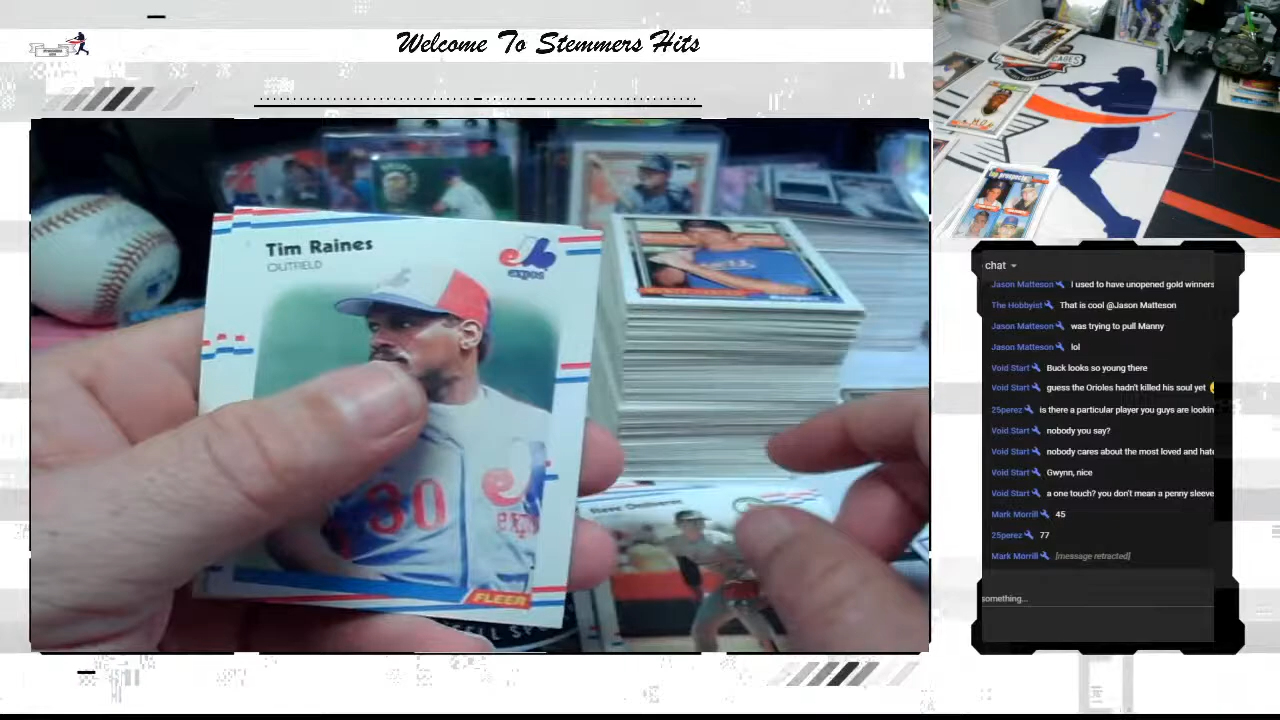 Welcome To Stemmers Hits
Tim Raines
OUTFIELD
expos
30
FLEER
prospects
chat
Jason Matteson I used to have unopened gold winners
The Hobbyist That is cool @Jason Matteson
Jason Matteson was trying to pull Manny
Jason Matteson lol
Void Start Buck looks so young there
Void Start guess the Orioles hadn't killed his soul yet
25perez is there a particular player you guys are lookin
Void Start nobody you say?
Void Start nobody cares about the most loved and hate
Void Start Gwynn, nice
Void Start a one touch? you don't mean a penny sleeve
Mark Morrill 45
25perez 77
Mark Morrill [message retracted]
something...